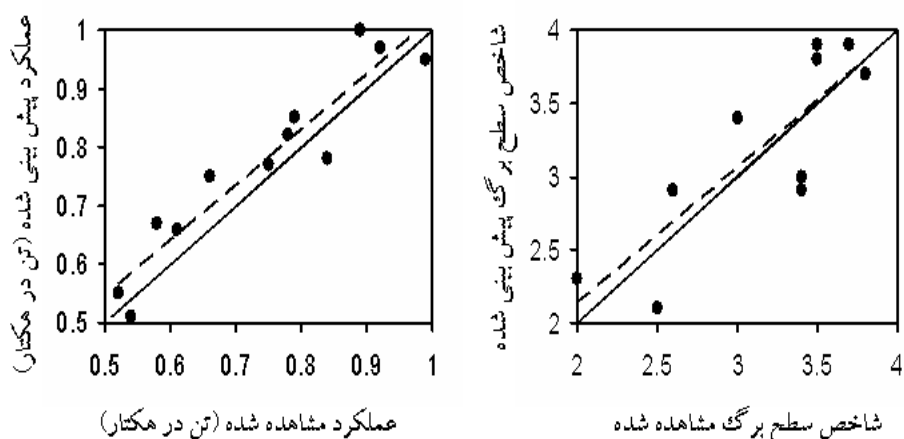 عملکرد پیش بینی شده (تن در هکتار)
1
0.9
0.8
0.7
0.6
0.5
0.5 0.6 0.7 0.8 0.9 1
عملکرد مشاهده شده (تن در هکتار)
شاخص سطح برگ پیش بینی شده
4
3.5
3
2.5
2
2 2.5 3 3.5 4
شاخص سطح برگ مشاهده شده